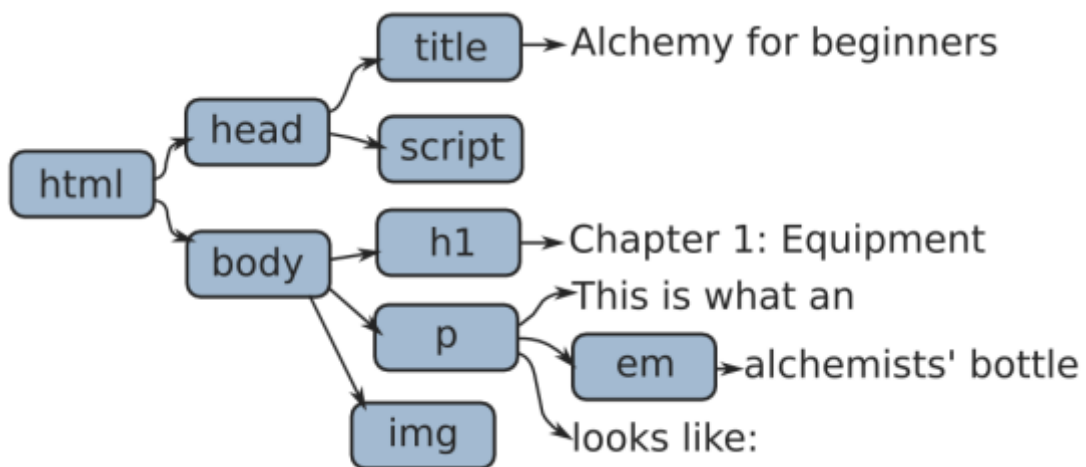 title
Alchemy for beginners
head
script
html
h1
Chapter 1: Equipment
body
This is what an
p
em
alchemists' bottle
img
looks like: